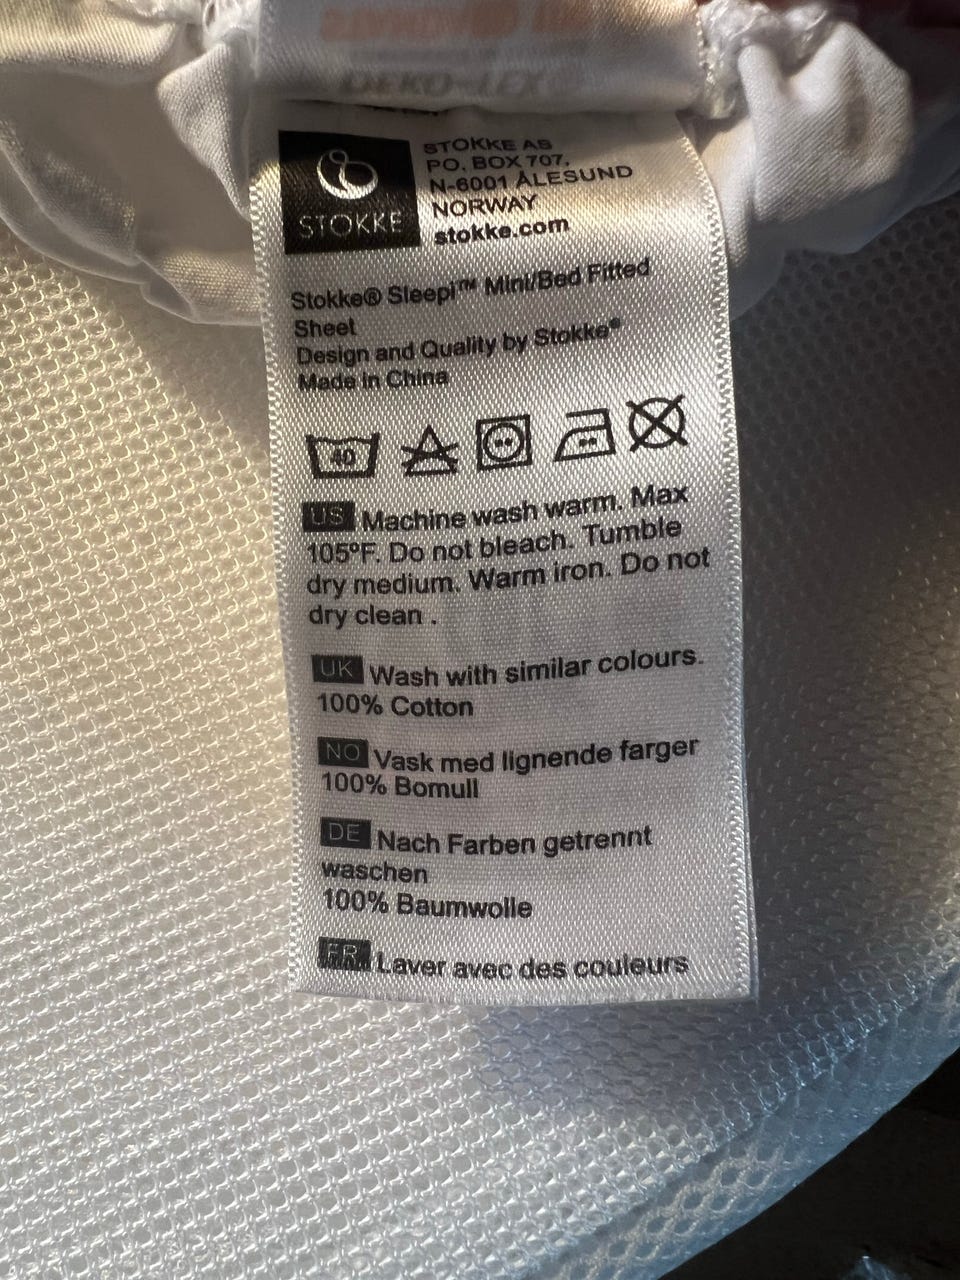 STOKKE
STOKKE AS
PO. BOX 707,
N-6001 ÅLESUND
NORWAY
stokke.com
Stokke® Sleepi™ Mini/Bed Fitted
Sheet
Design and Quality by Stokke®
Made in China
40
US Machine wash warm. Max
105°F. Do not bleach. Tumble
dry medium. Warm iron. Do not
dry clean .
UK Wash with similar colours.
100% Cotton
NO Vask med lignende farger
100% Bomull
DE Nach Farben getrennt
waschen
100% Baumwolle
FR Laver avec des couleurs